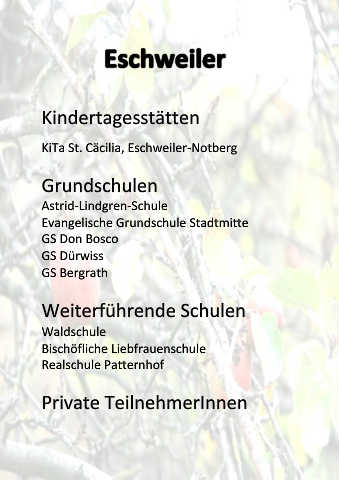 Eschweiler
Kindertagesstätten
KiTa St. Cäcilia, Eschweiler-Notberg
Grundschulen
Astrid-Lindgren-Schule
Evangelische Grundschule Stadtmitte
GS Don Bosco
GS Dürwiss
GS Bergrath
Weiterführende Schulen
Waldschule
Bischöfliche Liebfrauenschule
Realschule Patternhof
Private TeilnehmerInnen